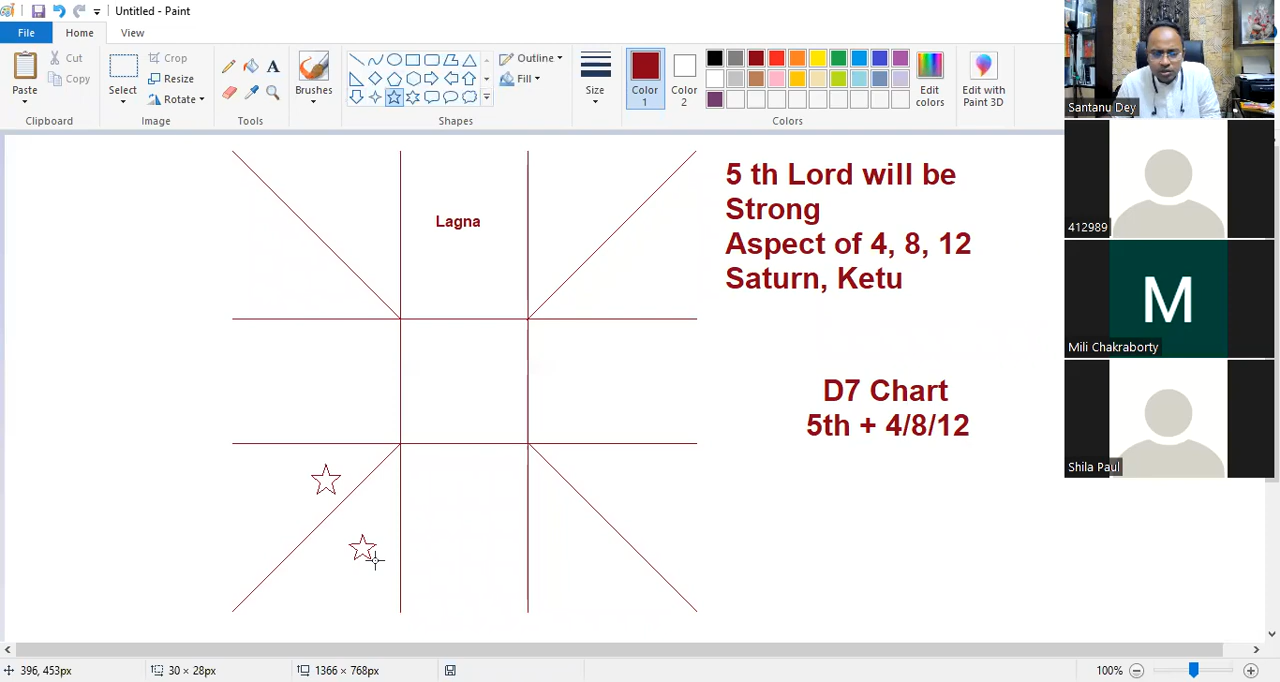 Untitled - Paint
File Home View
Paste
Cut
Copy
Clipboard
Select
Crop
Resize
Rotate
Image
A
Tools
Brushes
Outline
Fill
Shapes
Size
Color 1
Color 2
Colors
Edit colors
Edit with Paint 3D
Lagna
5 th Lord will be
Strong
Aspect of 4, 8, 12
Saturn, Ketu
D7 Chart
5th + 4/8/12
Santanu Dey
412989
M
Mili Chakraborty
Shila Paul
396, 453px 30 × 28px 1366 × 768px 100%